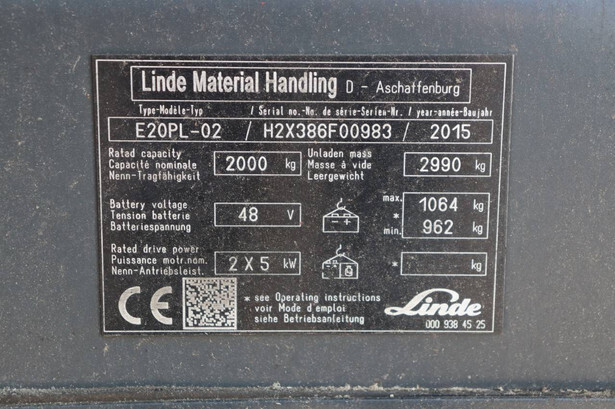 Linde Material Handling D - Aschaffenburg
Type-Modèle-Typ / Serial no.-No. de série-Serien-Nr. / year-année-Baujahr
E20PL-02 / H2X386F00983 / 2015
Ratad capacity
Capacité nominale
Nenn-Tragfähigkeit
2000 kg
Unladen mass
Masse à vide
Leergewicht
2990 kg
Battery voltage
Tension batterie
Batteriespannung
48 V
max. 1064 kg
*
min. 962 kg
Rated drive power
Puissance motr.nom.
Nenn-Antriebsleist.
2 X 5 kW
* kg
CE
* see Operating instructions
voir Mode d'emploi
siehe Betriebsanleitung
Linde
000 938 45 25